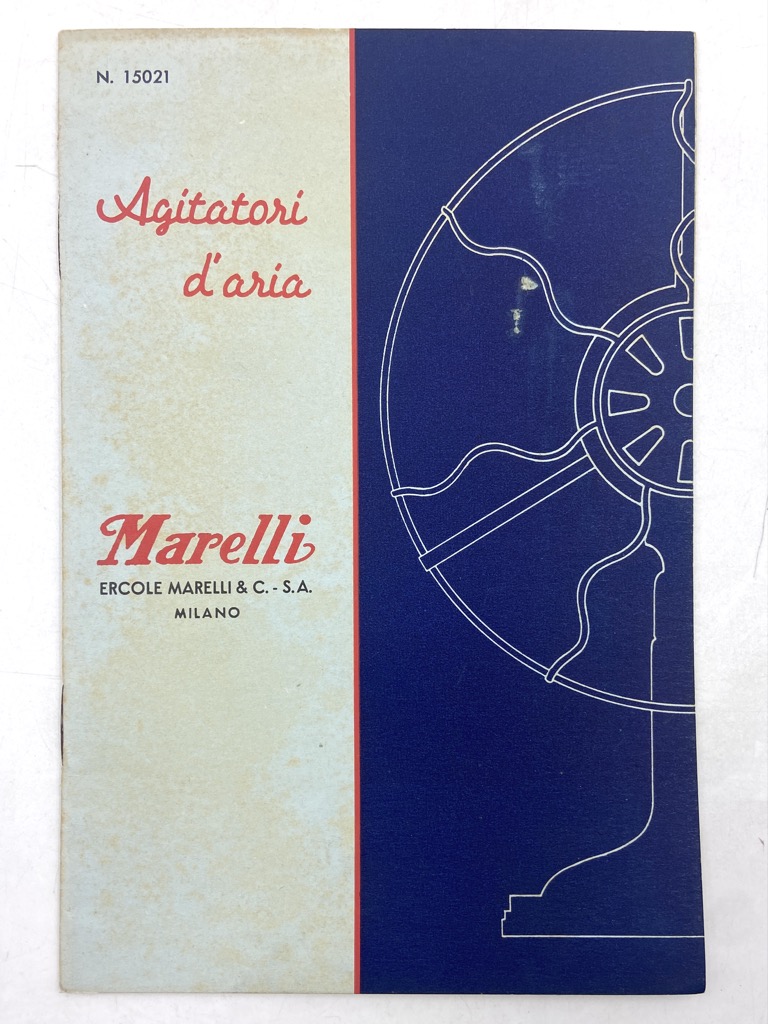 N. 15021
Agitatori
d'aria
Marelli
ERCOLE MARELLI & C. - S.A.
MILANO